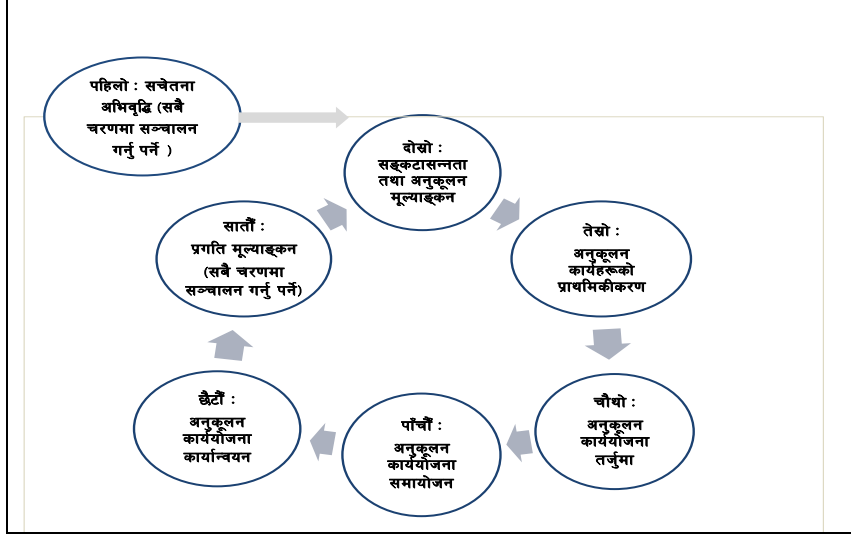 पहिलो : सचेतना
अभिवृद्धि (सबै
चरणमा सञ्चालन
गर्नु पर्ने )
दोस्रो :
सङ्कटासन्नता
तथा अनुकूलन
मूल्याङ्कन
तेस्रो :
अनुकूलन
कार्यहरूको
प्राथमिकीकरण
चौथो :
अनुकूलन
कार्ययोजना
तर्जुमा
पाँचौं :
अनुकूलन
कार्ययोजना
समायोजन
छैटौं :
अनुकूलन
कार्ययोजना
कार्यान्वयन
सातौं :
प्रगति मूल्याङ्कन
(सबै चरणमा
सञ्चालन गर्नु पर्ने)